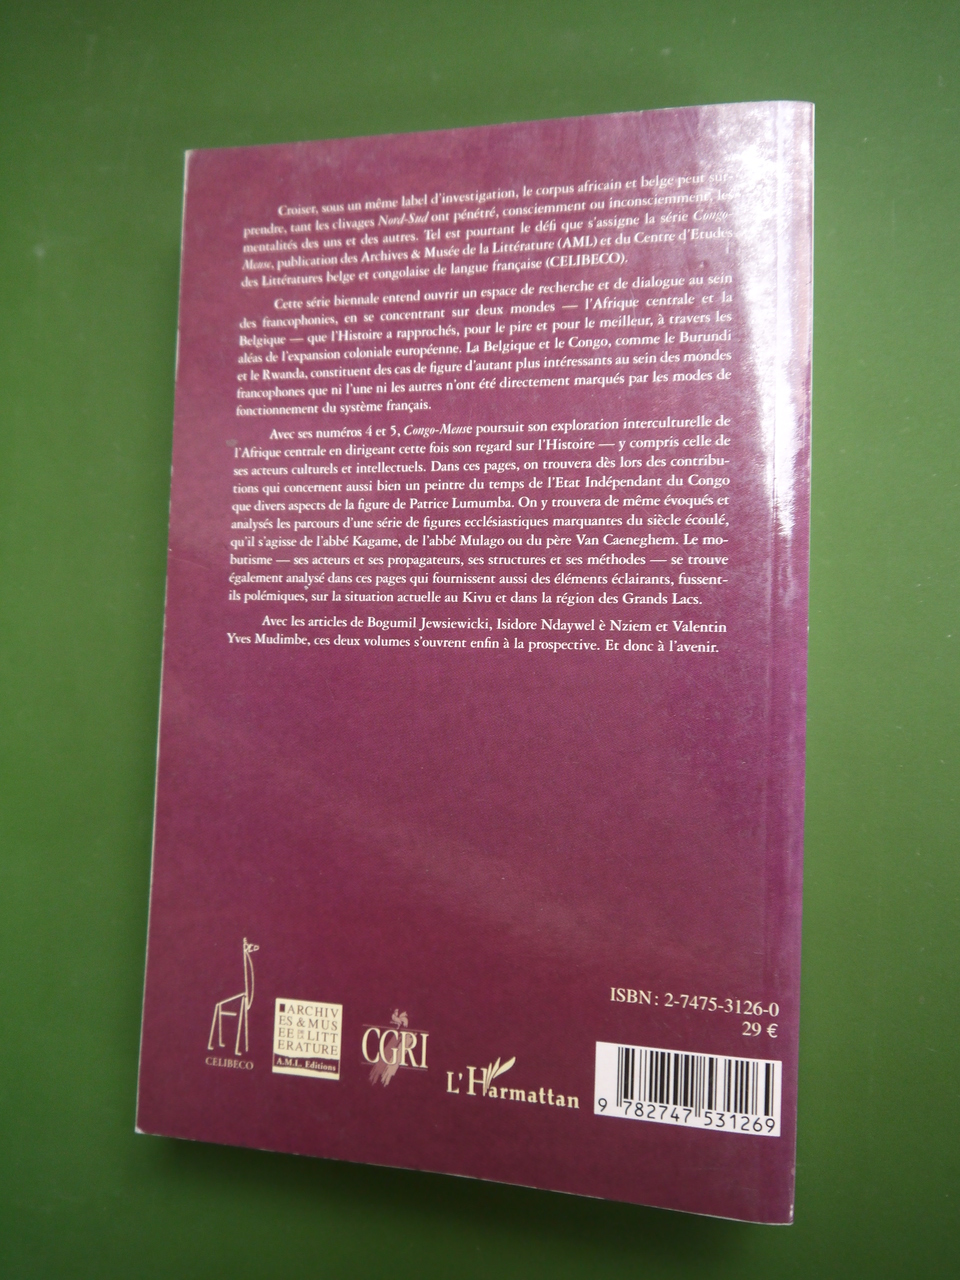 Croiser, sous un même label d'investigation, le corpus africain et belge peut sur-
prendre, tant les clivages Nord-Sud ont pénétré, consciemment ou inconsciemment, les
mentalités des uns et des autres. Tel est pourtant le défi que s'assigne la série Congo-
Meuse, publication des Archives & Musée de la Littérature (AML) et du Centre d'Etudes
des Littératures belge et congolaise de langue française (CELIBECO).
Cette série biennale entend ouvrir un espace de recherche et de dialogue au sein
des francophonies, en se concentrant sur deux mondes — l'Afrique centrale et la
Belgique — que l'Histoire a rapprochés, pour le pire et pour le meilleur, à travers les
aléas de l'expansion coloniale européenne. La Belgique et le Congo, comme le Burundi
et le Rwanda, constituent des cas de figure d'autant plus intéressants au sein des mondes
francophones que ni l'une ni les autres n'ont été directement marqués par les modes de
fonctionnement du système français.
Avec ses numéros 4 et 5, Congo-Meuse poursuit son exploration interculturelle de
l'Afrique centrale en dirigeant cette fois son regard sur l'Histoire — y compris celle de
ses acteurs culturels et intellectuels. Dans ces pages, on trouvera dès lors des contribu-
tions qui concernent aussi bien un peintre du temps de l'Etat Indépendant du Congo
que divers aspects de la figure de Patrice Lumumba. On y trouvera de même évoqués et
analysés les parcours d'une série de figures ecclésiastiques marquantes du siècle écoulé,
qu'il s'agisse de l'abbé Kagame, de l'abbé Mulago ou du père Van Caeneghem. Le mo-
butisme — ses acteurs et ses propagateurs, ses structures et ses méthodes — se trouve
également analysé dans ces pages qui fournissent aussi des éléments éclairants, fussent-
ils polémiques, sur la situation actuelle au Kivu et dans la région des Grands Lacs.
Avec les articles de Bogumil Jewsiewicki, Isidore Ndaywel è Nziem et Valentin
Yves Mudimbe, ces deux volumes s'ouvrent enfin à la prospective. Et donc à l'avenir.
CELIBECO
ARCHIV
ES & MUS
EE DE LA LITT
ERATURE
A.M.L. Editions
CGRI
L'Harmattan
ISBN : 2-7475-3126-0
29 €
9 782747 531269